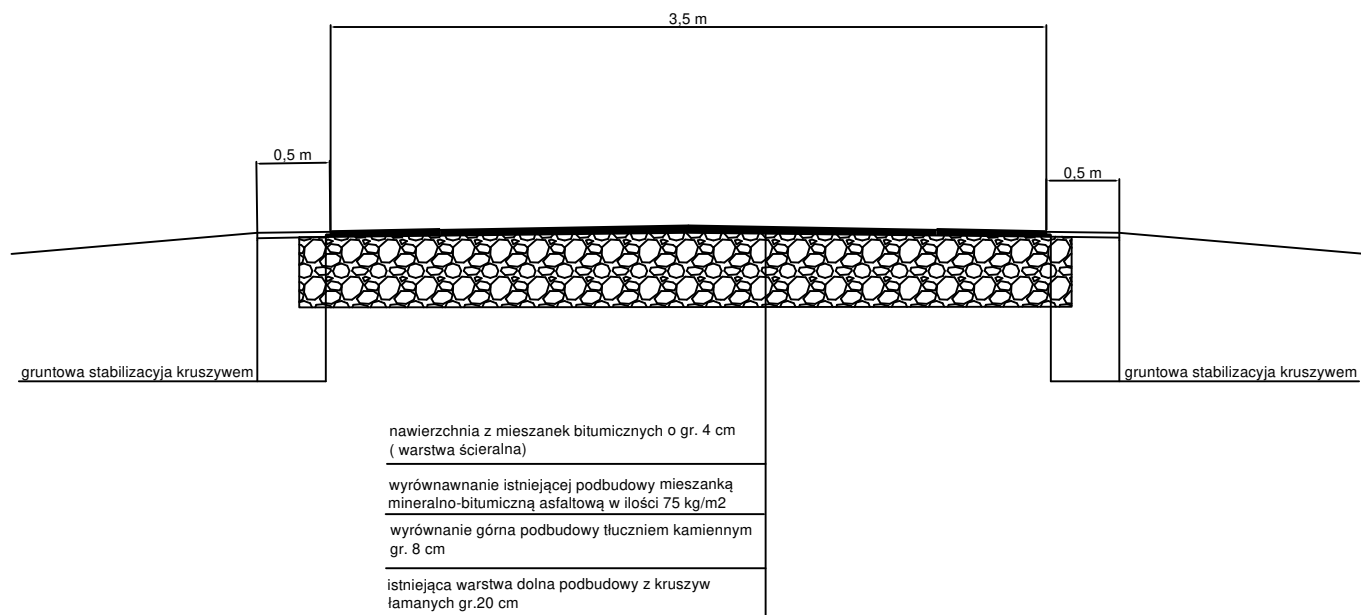 3,5 m
0,5 m
0,5 m
gruntowa stabilizacyja kruszywem
gruntowa stabilizacyja kruszywem
nawierzchnia z mieszanek bitumicznych o gr. 4 cm
( warstwa ścieralna)
wyrównawnanie istniejącej podbudowy mieszanką
mineralno-bitumiczną asfaltową w ilości 75 kg/m2
wyrównanie górna podbudowy tłuczniem kamiennym
gr. 8 cm
istniejąca warstwa dolna podbudowy z kruszyw
łamanych gr.20 cm